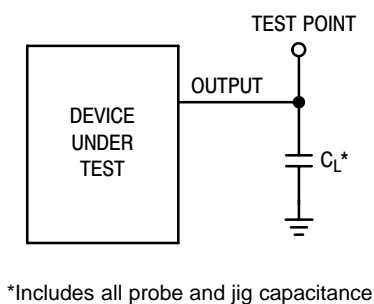 TEST POINT
OUTPUT
DEVICE
UNDER
TEST
CL*
*Includes all probe and jig capacitance